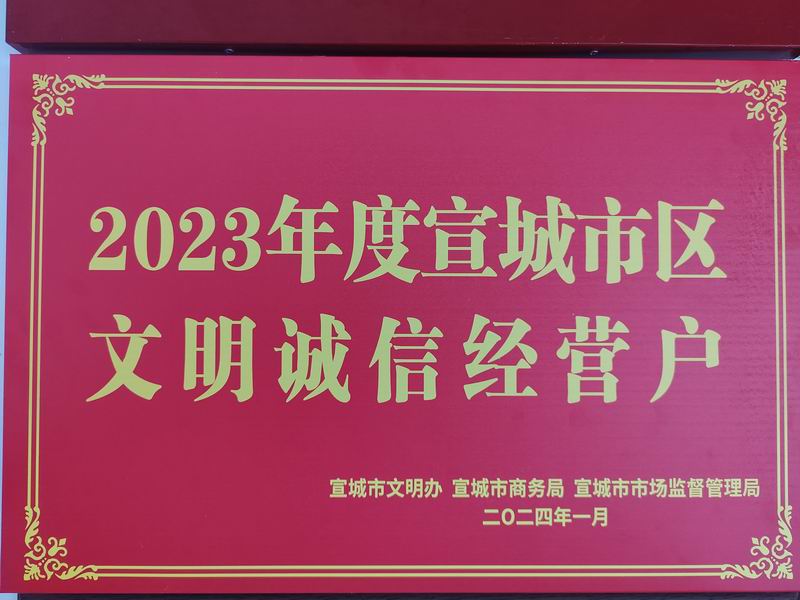 2023年度宣城市区
文明诚信经营户
宣城市文明办 宣城市商务局 宣城市市场监督管理局
二〇二四年一月